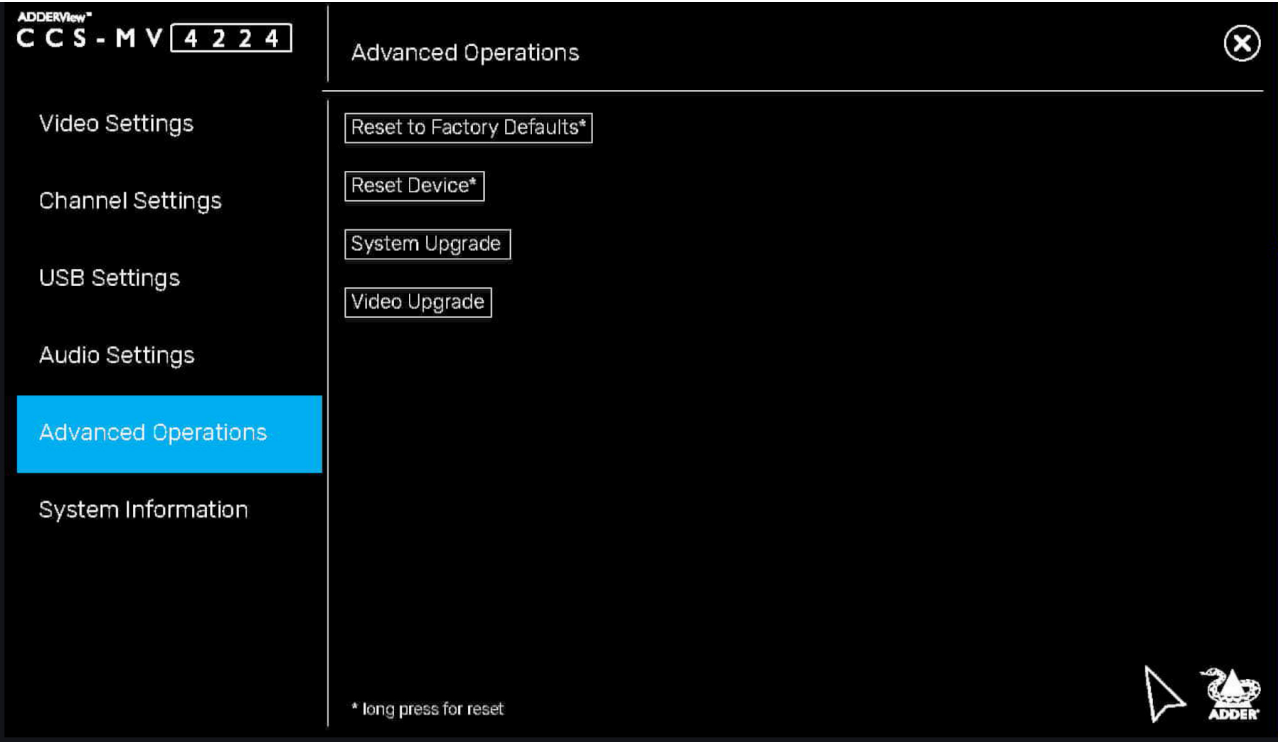 ADDERView™
CCS-MV 4224
Advanced Operations
Video Settings
Channel Settings
USB Settings
Audio Settings
Advanced Operations
System Information
Reset to Factory Defaults*
Reset Device*
System Upgrade
Video Upgrade
* long press for reset
ADDER®